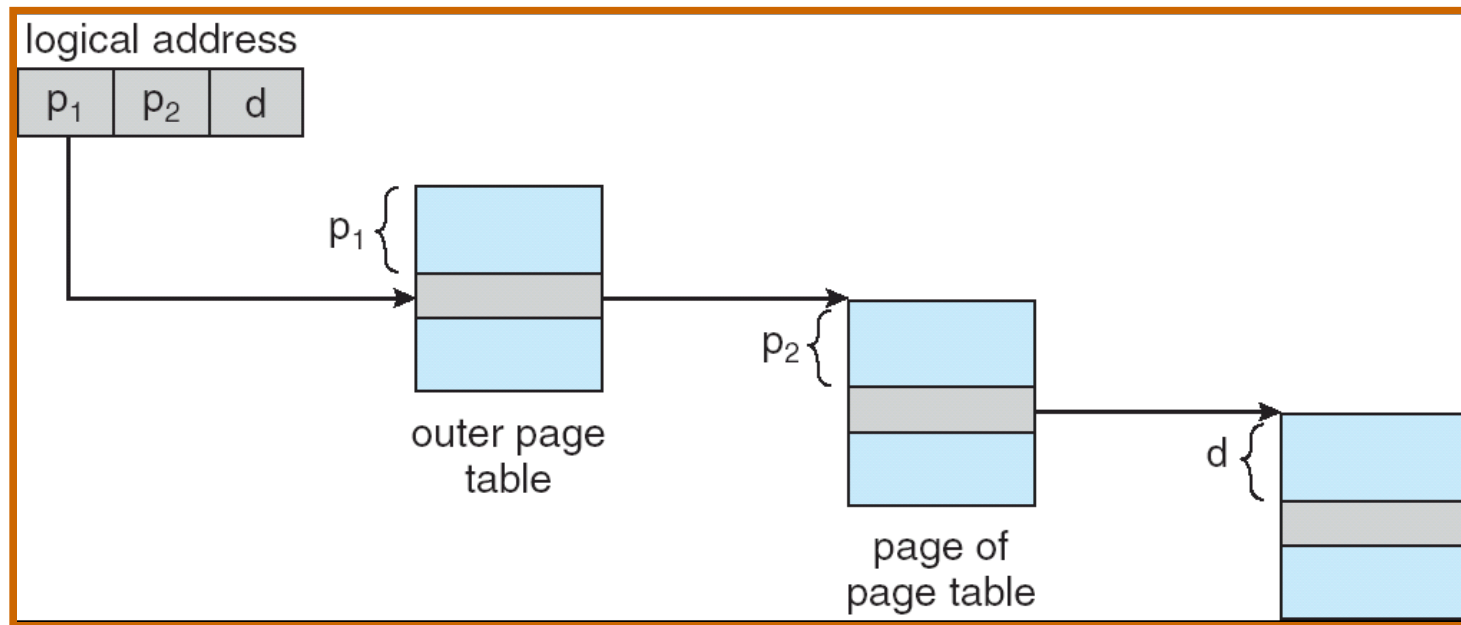 logical address
p₁ p₂ d
p₁
outer page
table
p₂
page of
page table
d